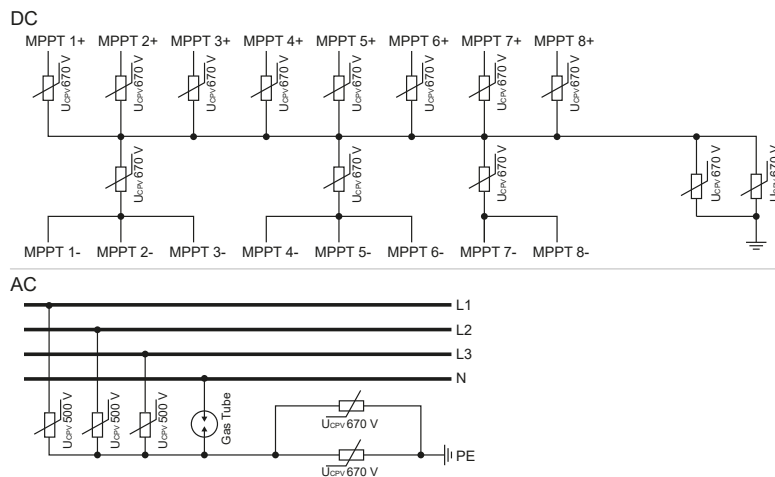 DC
MPPT 1+ MPPT 2+ MPPT 3+ MPPT 4+ MPPT 5+ MPPT 6+ MPPT 7+ MPPT 8+
UCPV 670 V UCPV 670 V UCPV 670 V UCPV 670 V UCPV 670 V UCPV 670 V UCPV 670 V UCPV 670 V
UCPV 670 V UCPV 670 V UCPV 670 V UCPV 670 V UCPV 670 V
MPPT 1- MPPT 2- MPPT 3- MPPT 4- MPPT 5- MPPT 6- MPPT 7- MPPT 8-
AC
L1
L2
L3
N
UCPV 500 V UCPV 500 V UCPV 500 V Gas Tube
UCPV 670 V
PE
UCPV 670 V